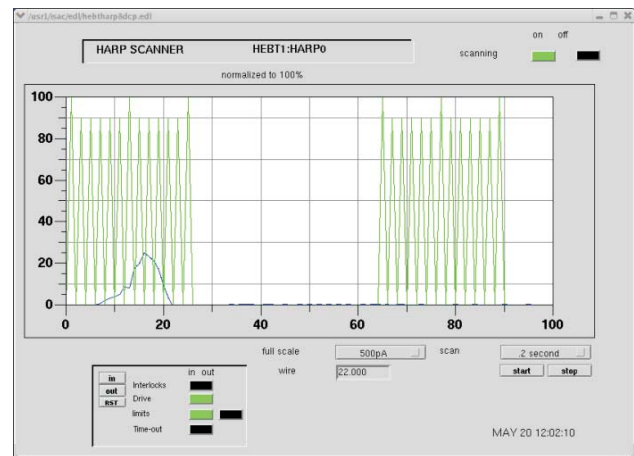 /usr1/isac/edl/hebtharp8dcp.edl
HARP SCANNER HEBT1:HARP0
on off
scanning
normalized to 100%
100
80
60
40
20
0
0 20 40 60 80 100
full scale 500pA scan .2 second
wire 22.000 start stop
in out
in
out
RST
Interlocks
Drive
limits
Time-out
MAY 20 12:02:10